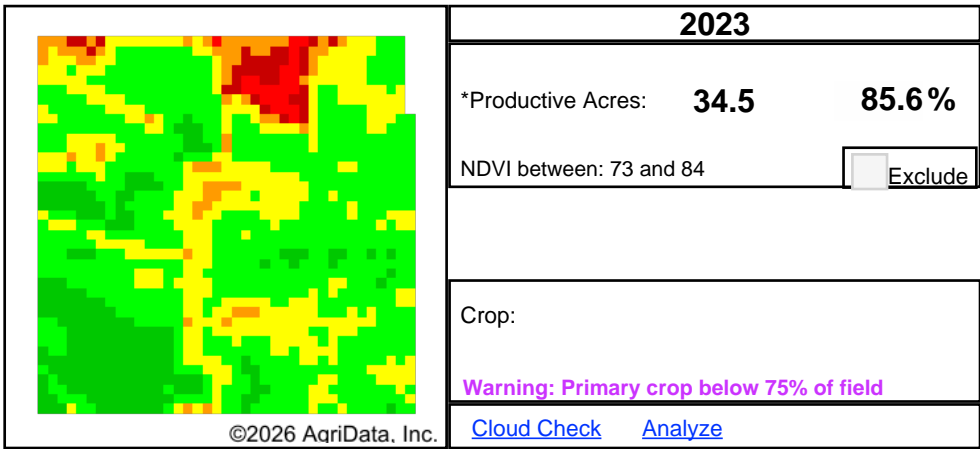 2023
*Productive Acres: 34.5 85.6%
NDVI between: 73 and 84
Exclude
Crop:
Warning: Primary crop below 75% of field
Cloud Check Analyze
©2026 AgriData, Inc.